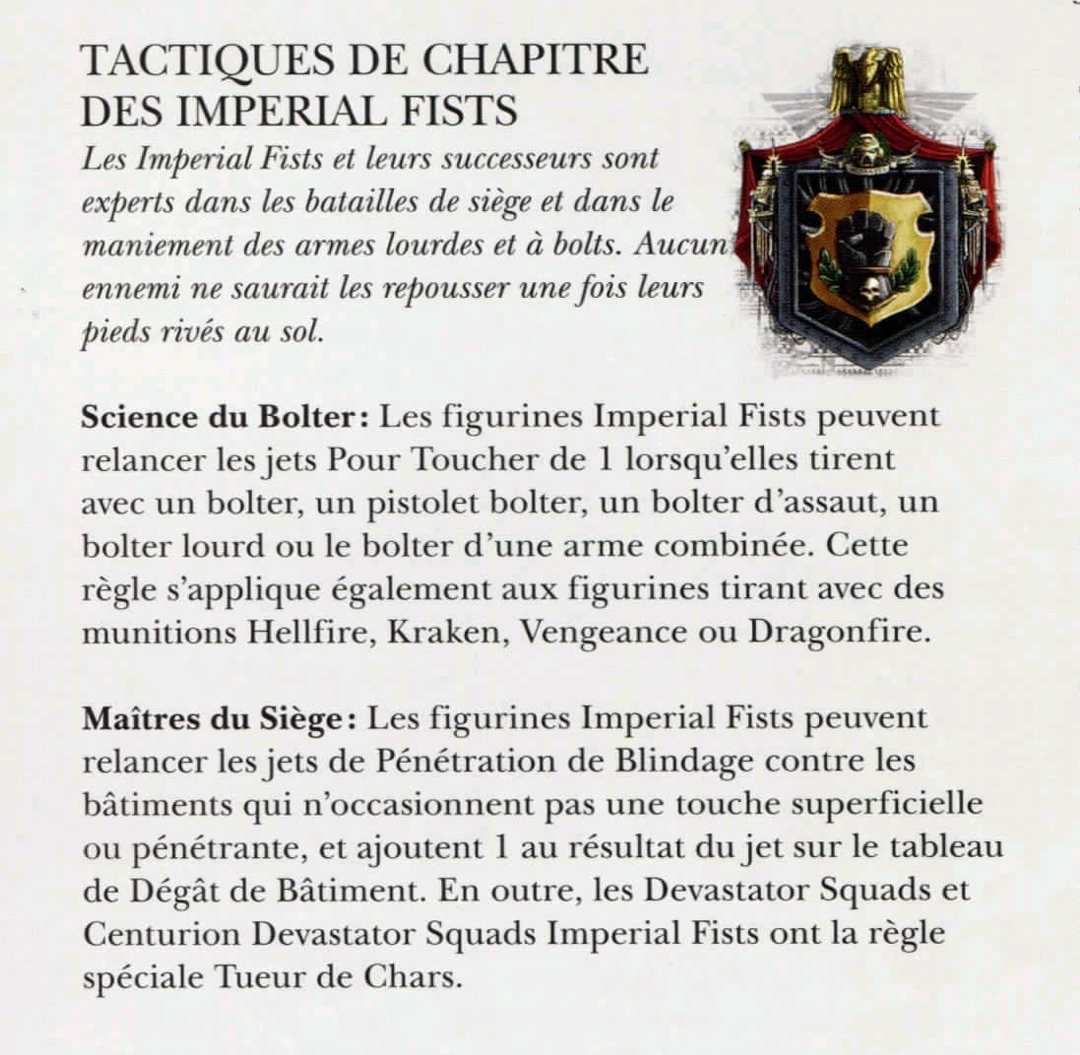 TACTIQUES DE CHAPITRE
DES IMPERIAL FISTS
Les Imperial Fists et leurs successeurs sont
experts dans les batailles de siège et dans le
maniement des armes lourdes et à bolts. Aucun
ennemi ne saurait les repousser une fois leurs
pieds rivés au sol.
Science du Bolter: Les figurines Imperial Fists peuvent
relancer les jets Pour Toucher de 1 lorsqu'elles tirent
avec un bolter, un pistolet bolter, un bolter d'assaut, un
bolter lourd ou le bolter d'une arme combinée. Cette
règle s'applique également aux figurines tirant avec des
munitions Hellfire, Kraken, Vengeance ou Dragonfire.
Maîtres du Siège: Les figurines Imperial Fists peuvent
relancer les jets de Pénétration de Blindage contre les
bâtiments qui n'occasionnent pas une touche superficielle
ou pénétrante, et ajoutent 1 au résultat du jet sur le tableau
de Dégât de Bâtiment. En outre, les Devastator Squads et
Centurion Devastator Squads Imperial Fists ont la règle
spéciale Tueur de Chars.